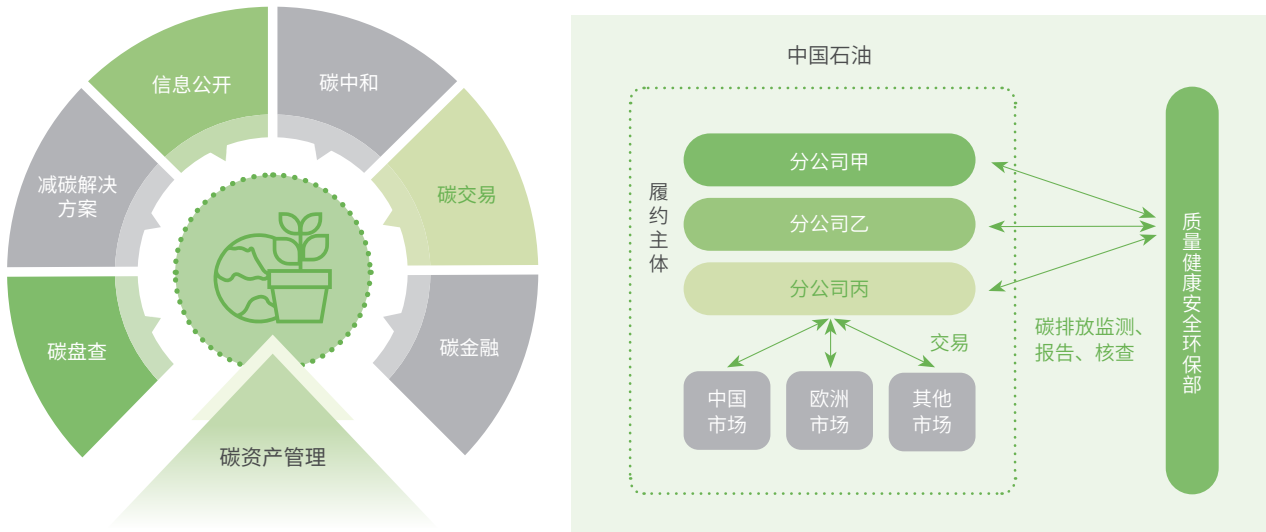 信息公开
碳中和
减碳解决
方案
碳交易
碳盘查
碳金融
碳资产管理
中国石油
履约主体
分公司甲
分公司乙
分公司丙
交易
中国
市场
欧洲
市场
其他
市场
碳排放监测、
报告、核查
质量健康安全环保部